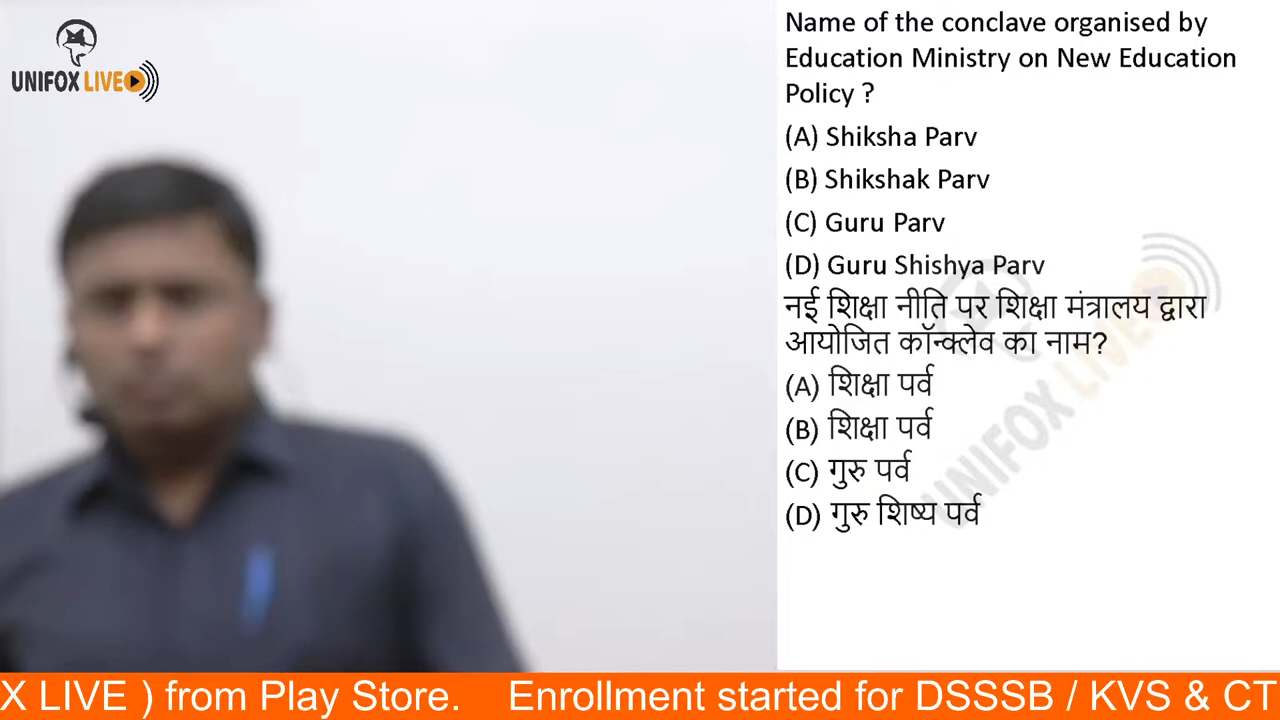 UNIFOX LIVE
Name of the conclave organised by
Education Ministry on New Education
Policy ?
(A) Shiksha Parv
(B) Shikshak Parv
(C) Guru Parv
(D) Guru Shishya Parv
नई शिक्षा नीति पर शिक्षा मंत्रालय द्वारा
आयोजित कॉन्क्लेव का नाम?
(A) शिक्षा पर्व
(B) शिक्षा पर्व
(C) गुरु पर्व
(D) गुरु शिष्य पर्व
UNIFOX LIVE
X LIVE ) from Play Store. Enrollment started for DSSSB / KVS & CT